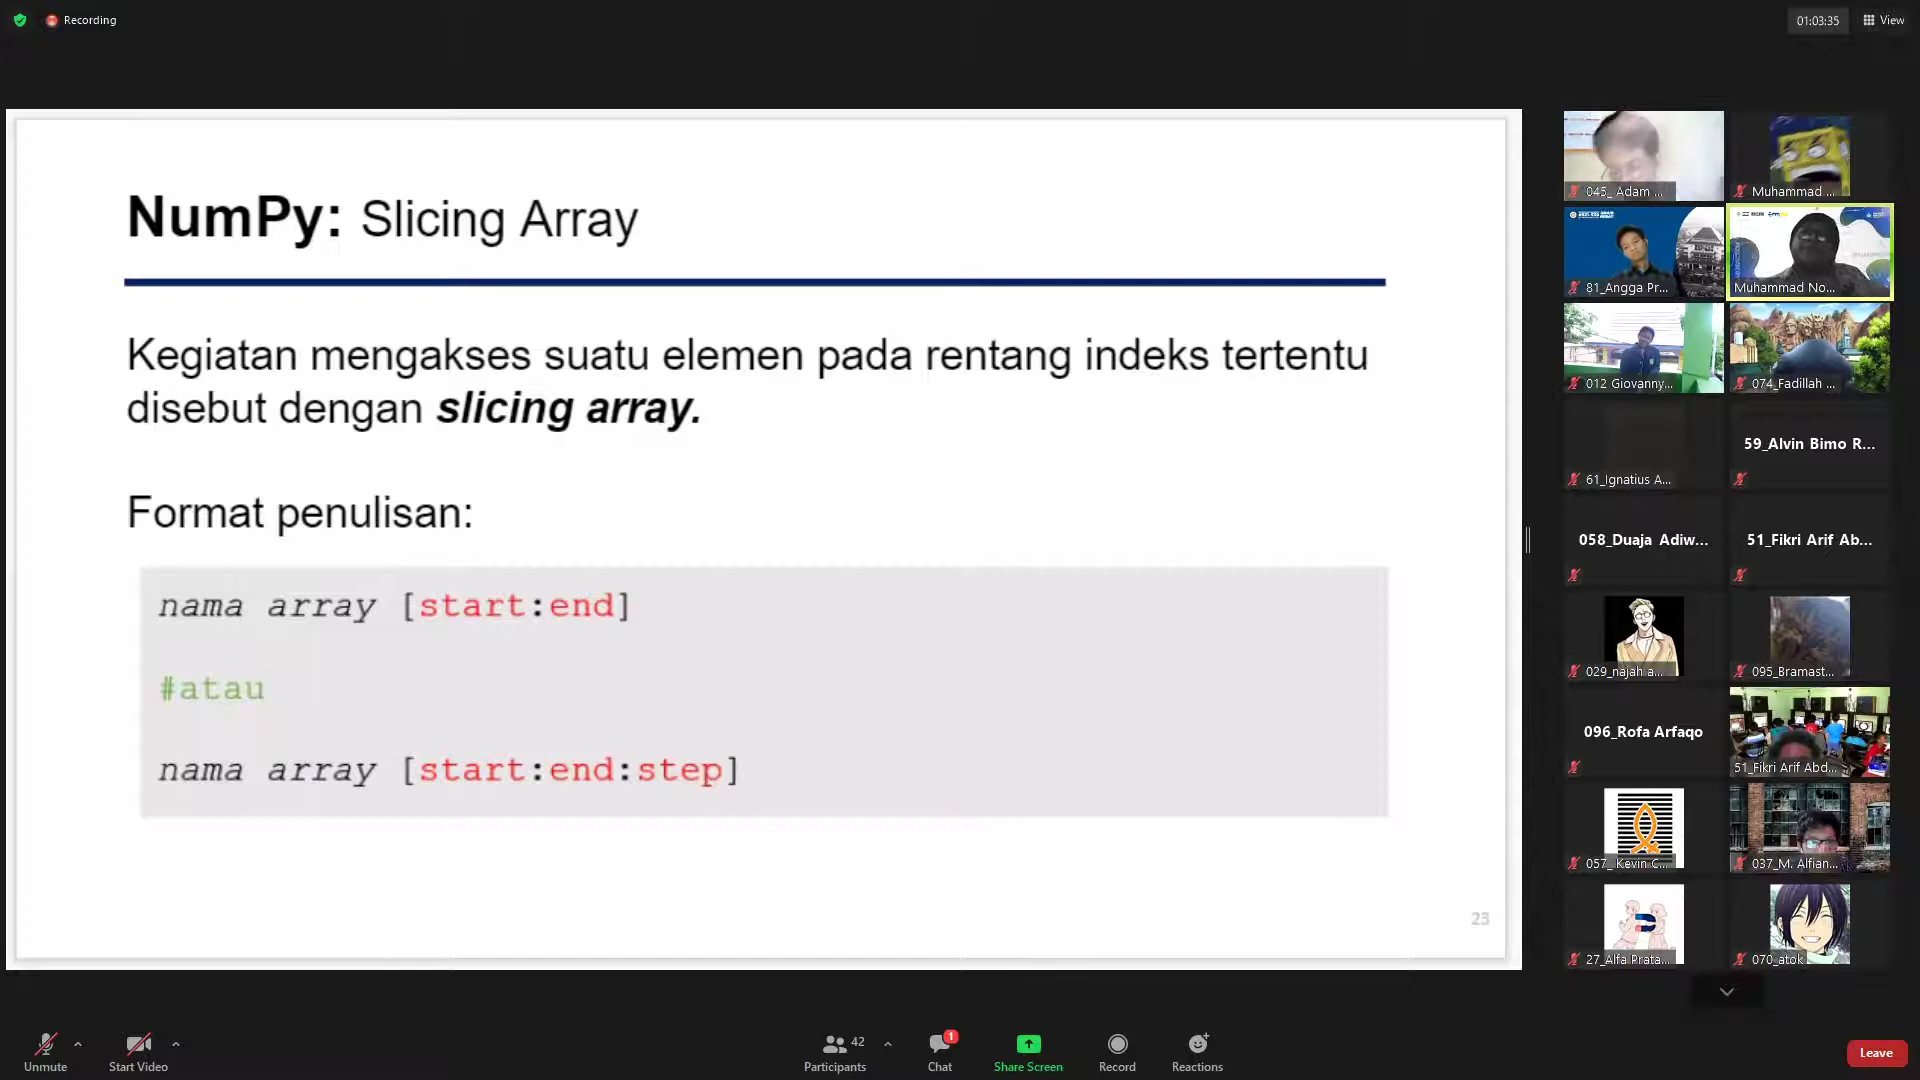 Recording
01:03:35
View
NumPy: Slicing Array
Kegiatan mengakses suatu elemen pada rentang indeks tertentu
disebut dengan slicing array.
Format penulisan:
nama array [start:end]
#atau
nama array [start:end:step]
23
045_ Adam ...
Muhammad ...
81_Angga Pr...
Muhammad No...
012 Giovanny...
074_Fadillah ...
61_Ignatius A...
59_Alvin Bimo R...
058_Duaja Adiw...
51_Fikri Arif Ab...
029_najah a...
095_Bramast...
096_Rofa Arfaqo
51_Fikri Arif Abd...
057_ Kevin C...
037_M. Alfian...
27_Alfa Prata...
070_atok
Unmute
Start Video
42
Participants
1
Chat
Share Screen
Record
Reactions
Leave